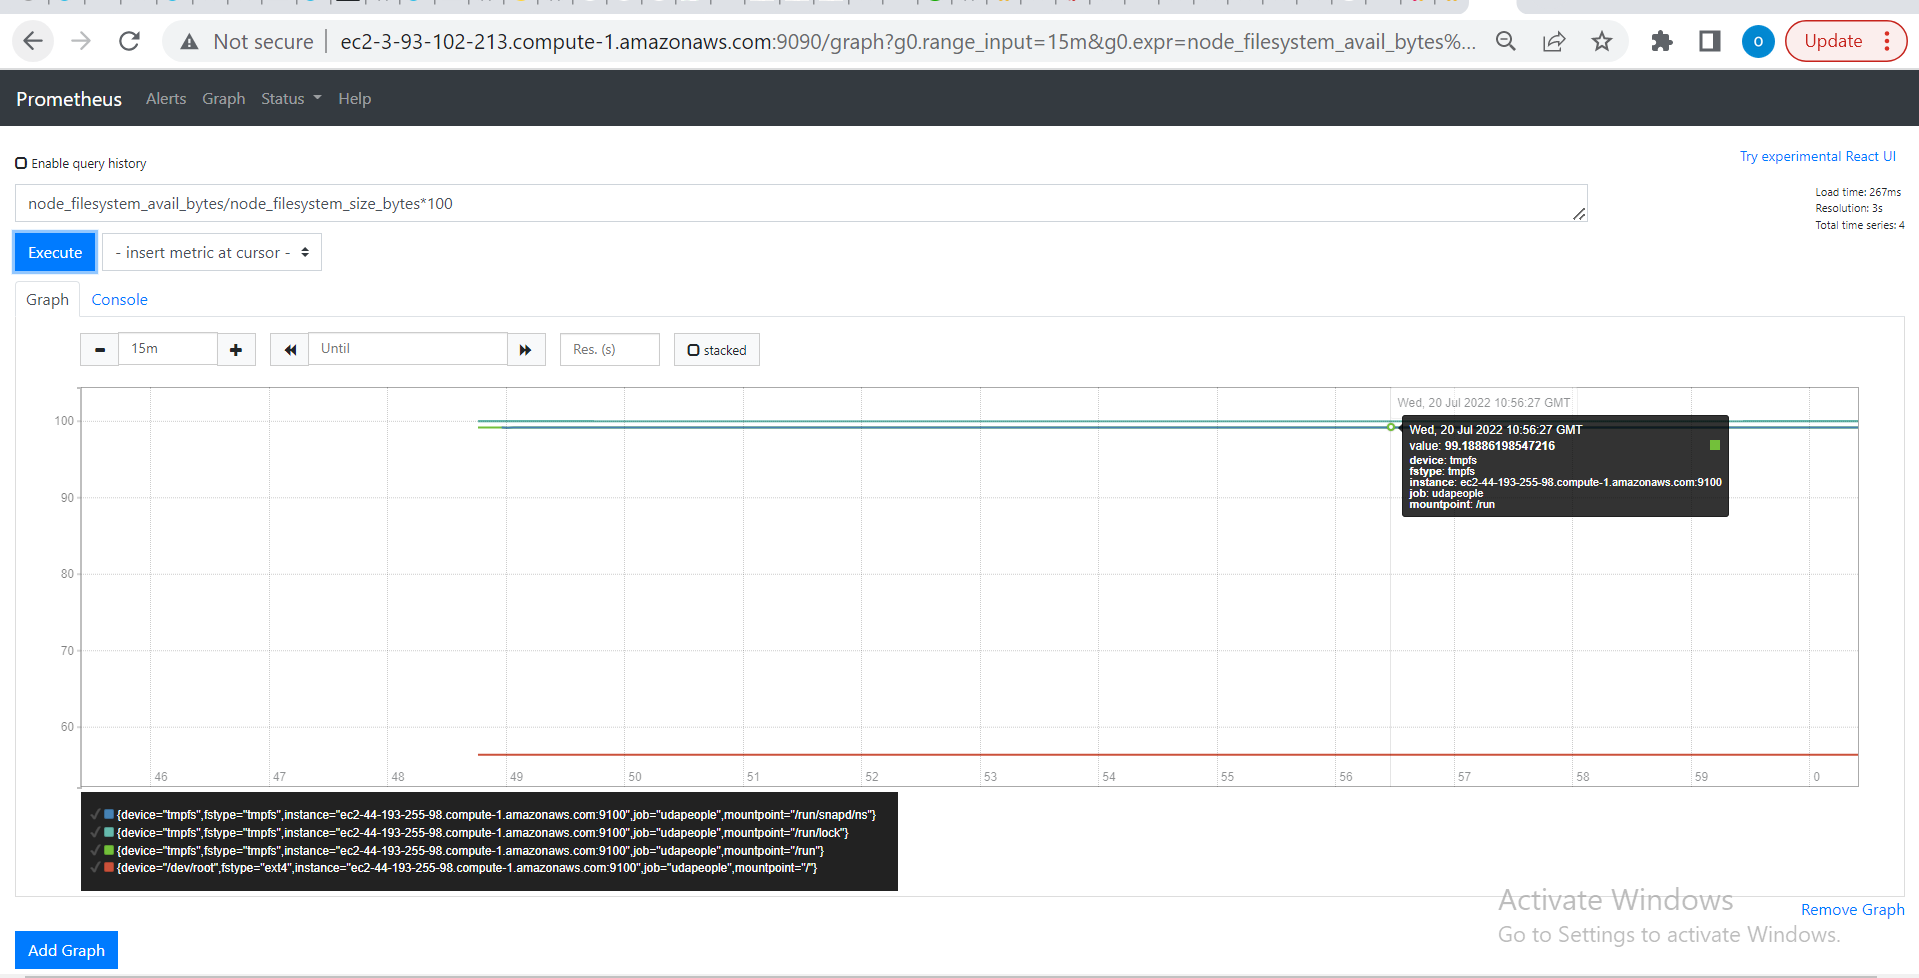 Not secure
ec2-3-93-102-213.compute-1.amazonaws.com:9090/graph?g0.range_input=15m&g0.expr=node_filesystem_avail_bytes%...
O
Update
Prometheus Alerts Graph Status Help
Enable query history
Try experimental React UI
node_filesystem_avail_bytes/node_filesystem_size_bytes*100
Load time: 267ms
Resolution: 3s
Total time series: 4
Execute
- insert metric at cursor -
Graph Console
15m
Until
Res. (s)
stacked
100
90
80
70
60
46 47 48 49 50 51 52 53 54 55 56 57 58 59 0
Wed, 20 Jul 2022 10:56:27 GMT
Wed, 20 Jul 2022 10:56:27 GMT
value: 99.18886198547216
device: tmpfs
fstype: tmpfs
instance: ec2-44-193-255-98.compute-1.amazonaws.com:9100
job: udapeople
mountpoint: /run
{device="tmpfs",fstype="tmpfs",instance="ec2-44-193-255-98.compute-1.amazonaws.com:9100",job="udapeople",mountpoint="/run/snapd/ns"}
{device="tmpfs",fstype="tmpfs",instance="ec2-44-193-255-98.compute-1.amazonaws.com:9100",job="udapeople",mountpoint="/run/lock"}
{device="tmpfs",fstype="tmpfs",instance="ec2-44-193-255-98.compute-1.amazonaws.com:9100",job="udapeople",mountpoint="/run"}
{device="/dev/root",fstype="ext4",instance="ec2-44-193-255-98.compute-1.amazonaws.com:9100",job="udapeople",mountpoint="/"}
Activate Windows
Remove Graph
Go to Settings to activate Windows.
Add Graph